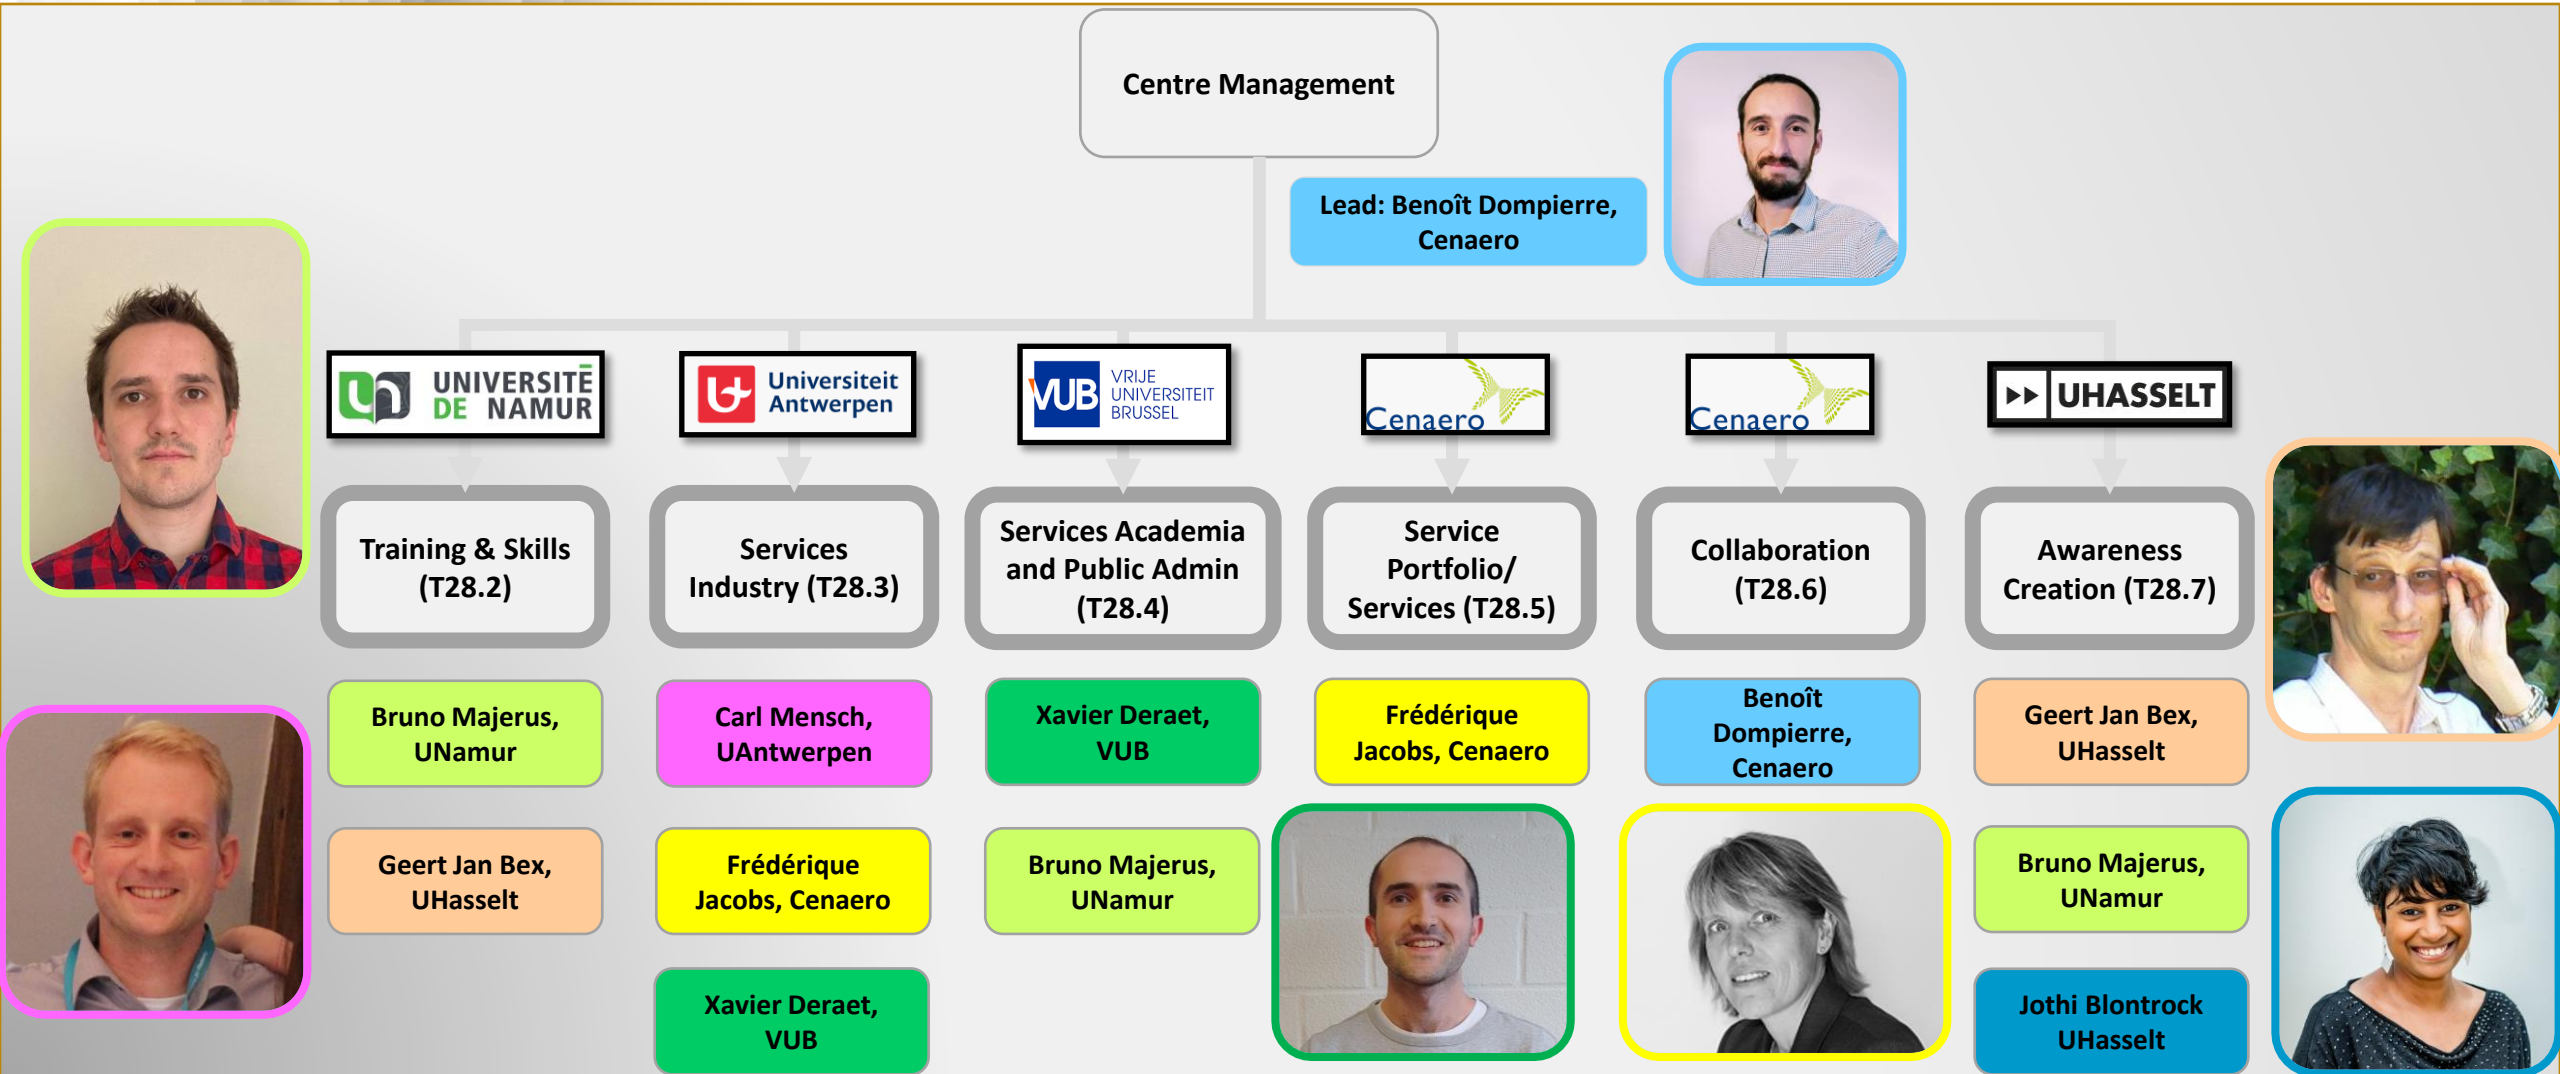 Centre Management
Lead: Benoît Dompierre,
Cenaero
UNIVERSITÉ
DE NAMUR
Universiteit
Antwerpen
VUB
VRIJE
UNIVERSITEIT
BRUSSEL
Cenaero
Cenaero
UHASSELT
Training & Skills
(T28.2)
Services
Industry (T28.3)
Services Academia
and Public Admin
(T28.4)
Service
Portfolio/
Services (T28.5)
Collaboration
(T28.6)
Awareness
Creation (T28.7)
Bruno Majerus,
UNamur
Carl Mensch,
UAntwerpen
Xavier Deraet,
VUB
Frédérique
Jacobs, Cenaero
Benoît
Dompierre,
Cenaero
Geert Jan Bex,
UHasselt
Geert Jan Bex,
UHasselt
Frédérique
Jacobs, Cenaero
Bruno Majerus,
UNamur
Bruno Majerus,
UNamur
Xavier Deraet,
VUB
Jothi Blontrock
UHasselt